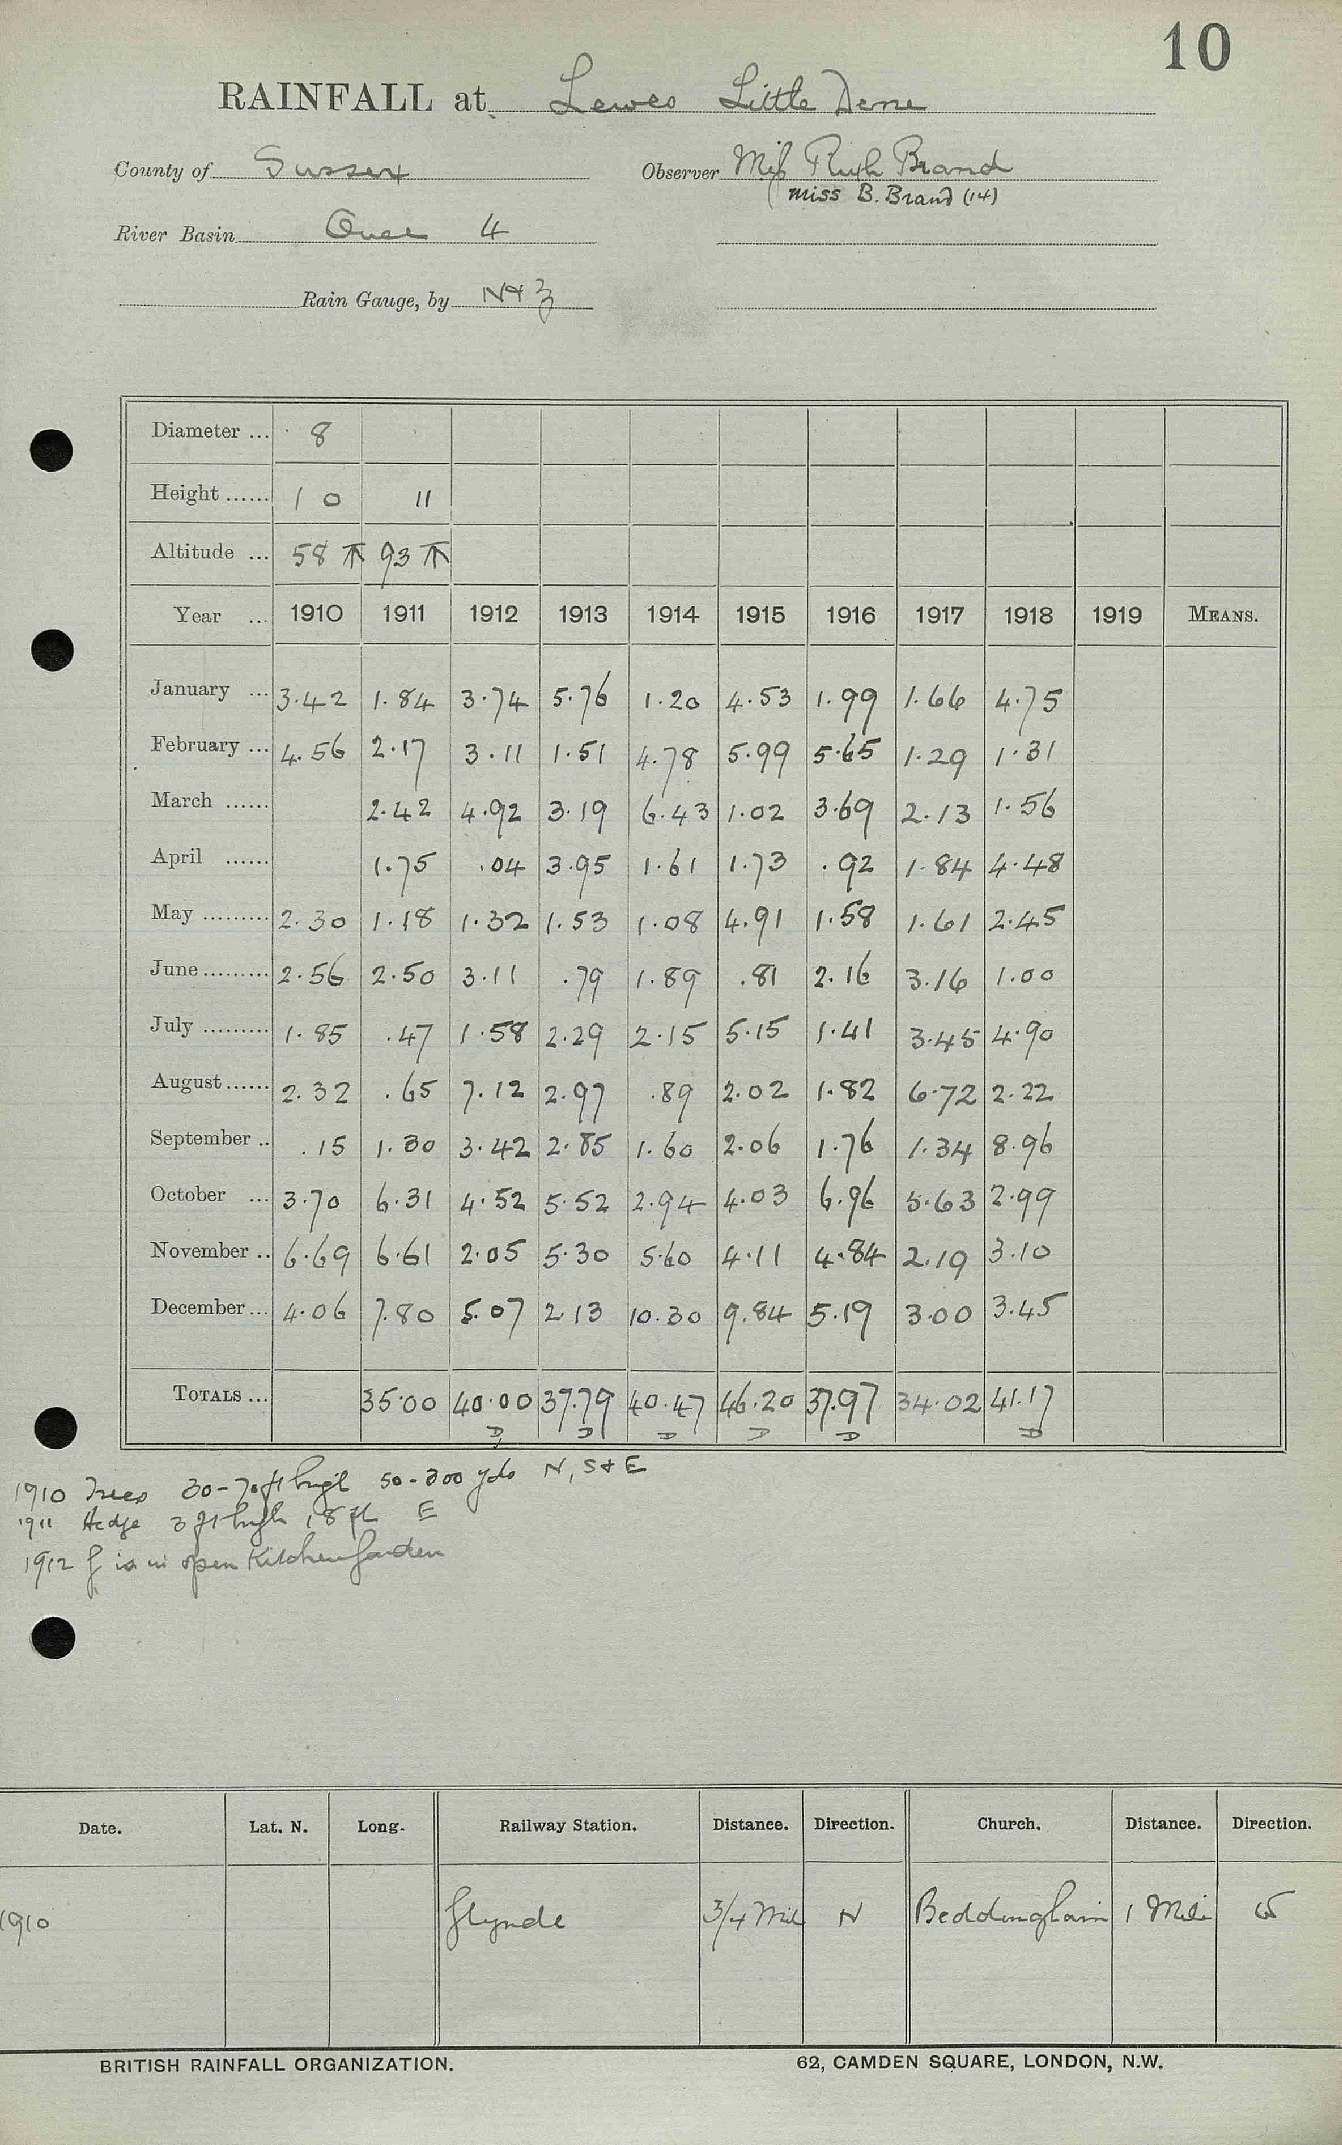 10
RAINFALL at Lewes Little Dene
County of Sussex Observer Miss Ruth Brand
Miss B. Brand (14)
River Basin Ouse 4
Rain Gauge, by N & Z
Diameter ... 8
Height ...... 1 0 11
Altitude ... 58 93
Year ... 1910 1911 1912 1913 1914 1915 1916 1917 1918 1919 MEANS.
January ... 3.42 1.84 3.74 5.76 1.20 4.53 1.99 1.66 4.75
February ... 4.56 2.17 3.11 1.51 4.78 5.99 5.65 1.29 1.31
March ...... 2.42 4.92 3.19 6.43 1.02 3.69 2.13 1.56
April ...... 1.75 .04 3.95 1.61 1.73 .92 1.84 4.48
May ......... 2.30 1.18 1.32 1.53 1.08 4.91 1.58 1.61 2.45
June ......... 2.56 2.50 3.11 .79 1.89 .81 2.16 3.16 1.00
July ......... 1.85 .47 1.58 2.29 2.15 5.15 1.41 3.45 4.90
August ...... 2.32 .65 7.12 2.97 .89 2.02 1.82 6.72 2.22
September .. .15 1.30 3.42 2.85 1.60 2.06 1.76 1.34 8.96
October ... 3.70 6.31 4.52 5.52 2.94 4.03 6.96 5.63 2.99
November .. 6.69 6.61 2.05 5.30 5.60 4.11 4.84 2.19 3.10
December ... 4.06 7.80 5.07 2 13 10.30 9.84 5.19 3.00 3.45
TOTALS ... 35.00 40.00 37.79 40.47 46.20 37.97 34.02 41.17
D D D D D D
1910 Trees 30-70 ft high 50-200 yds N, S & E
1911 Hedge 3 ft high 18 ft E
1912 G is in open Kitchen Garden
Date. Lat. N. Long. Railway Station. Distance. Direction. Church. Distance. Direction.
1910 Glynde 3/4 Mile N Beddingham 1 Mile W
BRITISH RAINFALL ORGANIZATION. 62, CAMDEN SQUARE, LONDON, N.W.